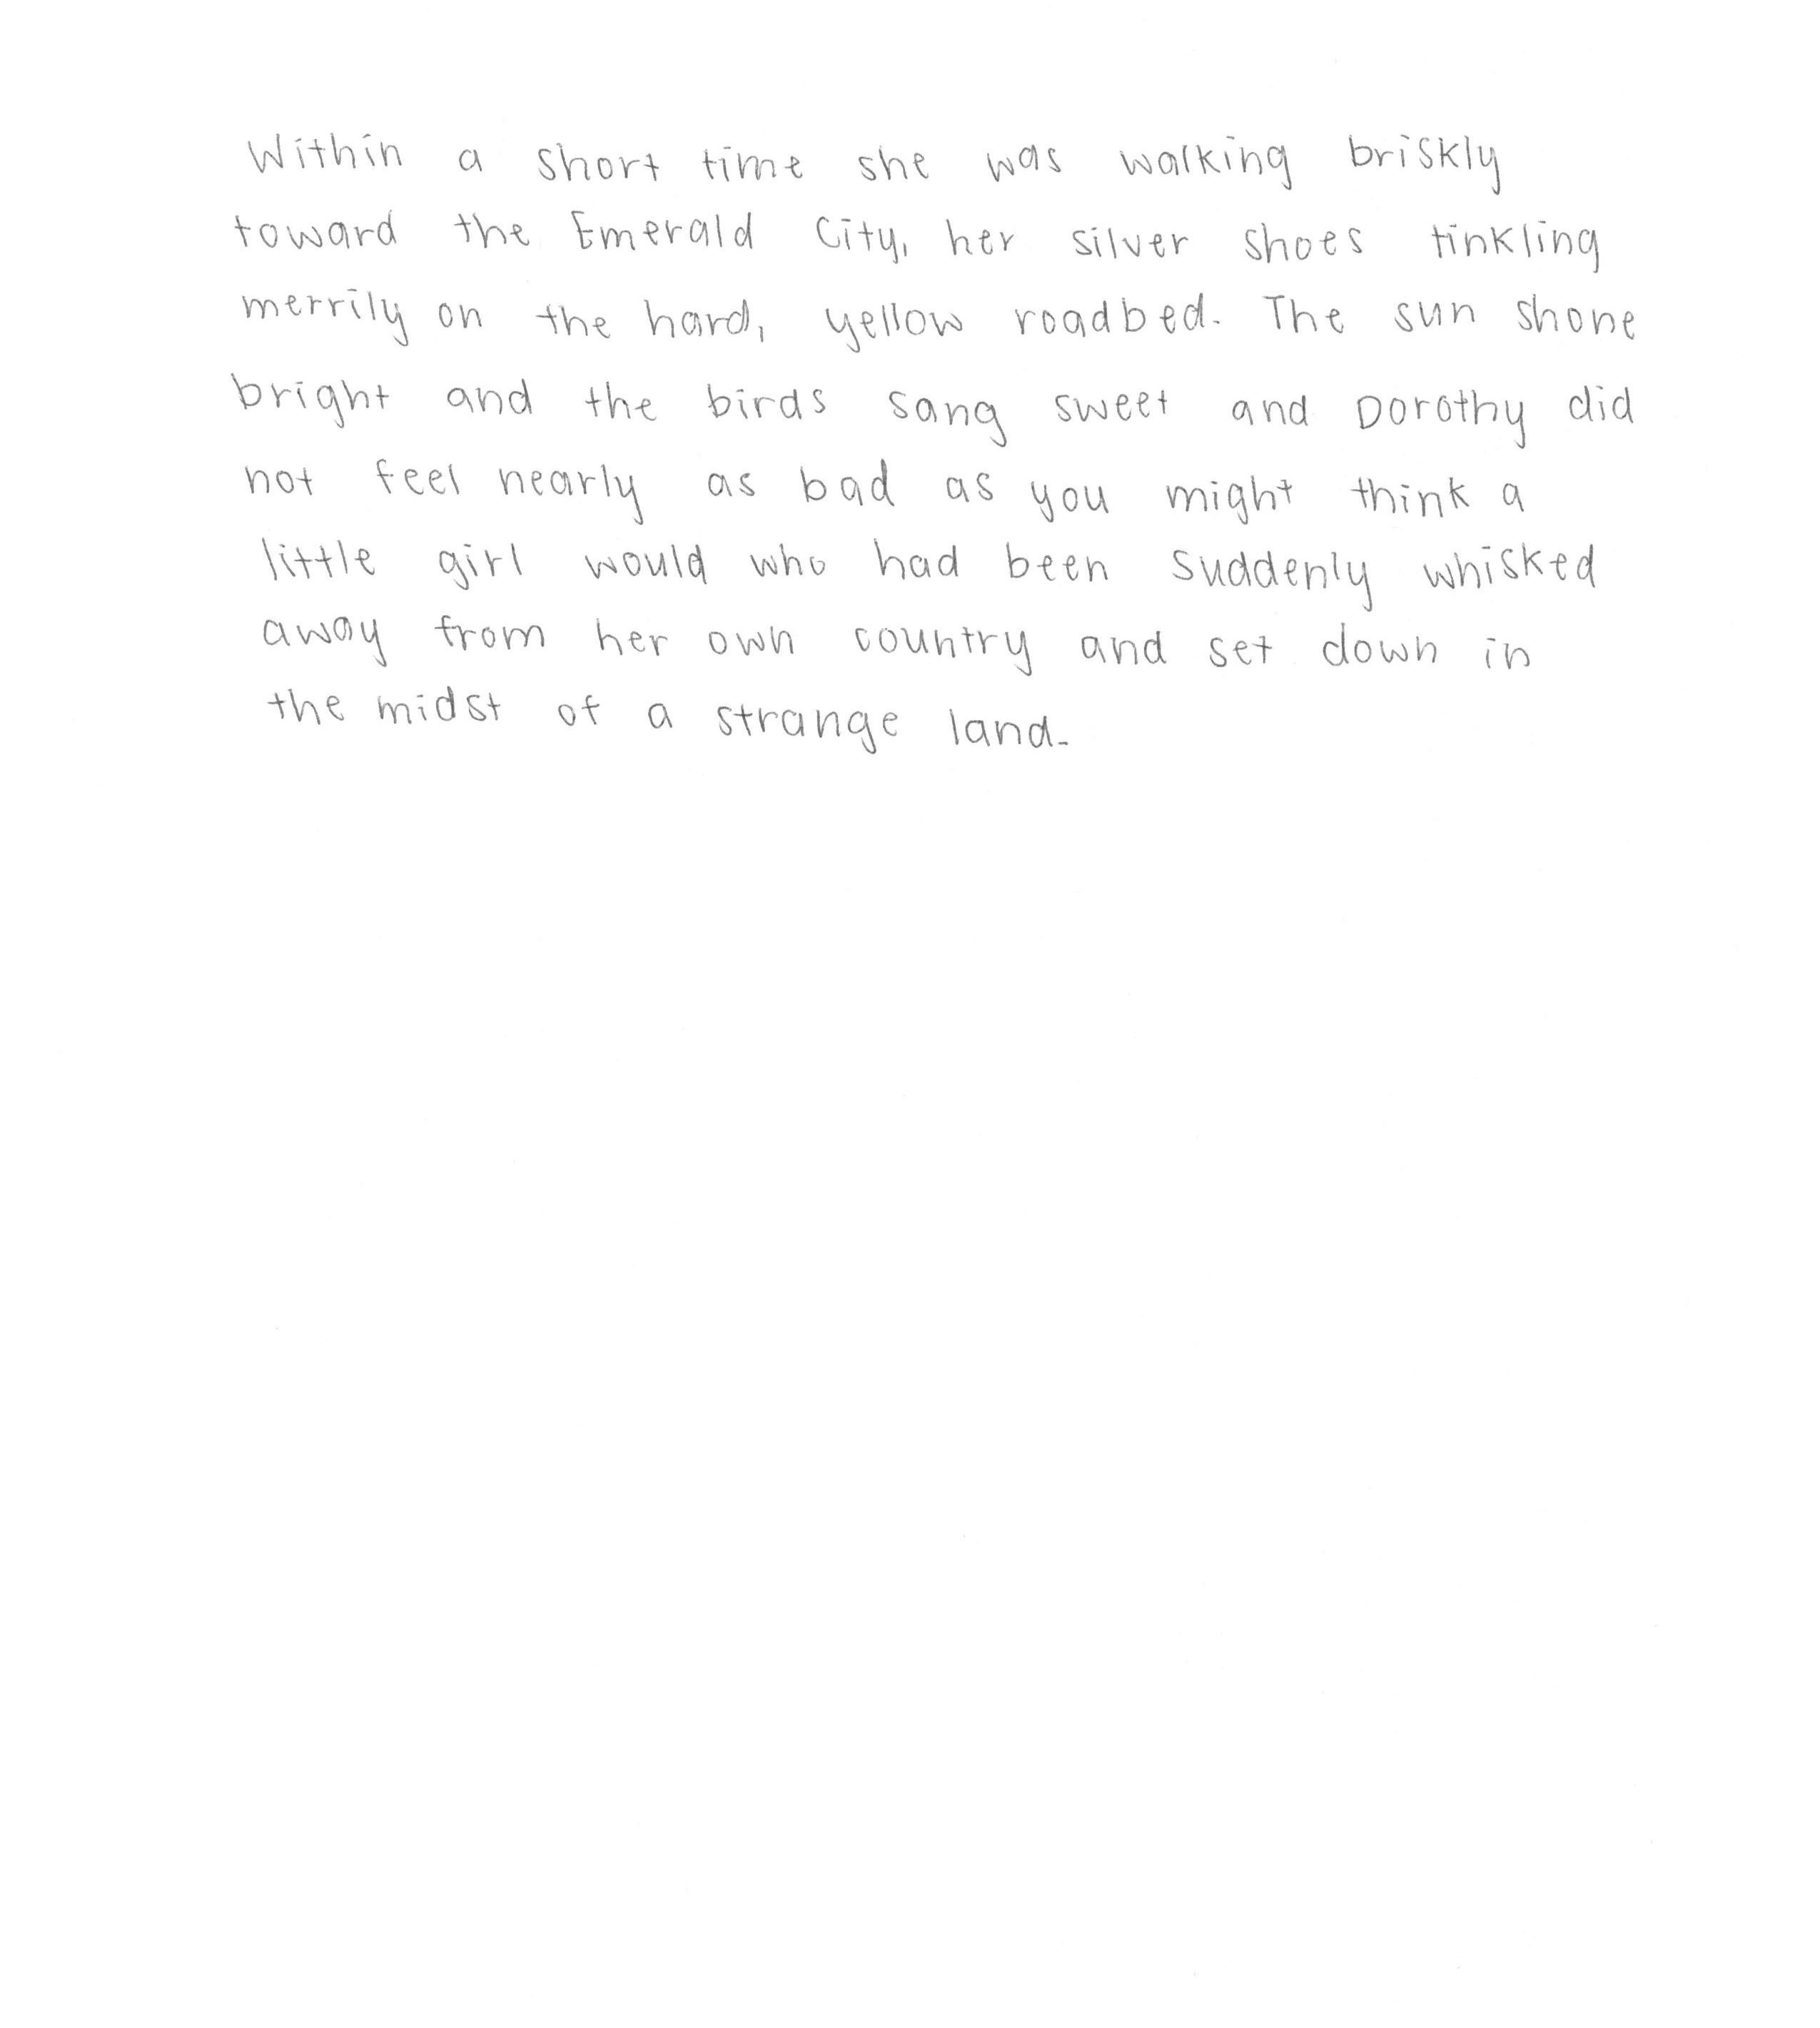 Within a short time she was walking briskly
toward the Emerald City, her silver shoes tinkling
merrily on the hard, yellow roadbed. The sun shone
bright and the birds sang sweet and Dorothy did
not feel nearly as bad as you might think a
little girl would who had been suddenly whisked
away from her own country and set down in
the midst of a strange land.